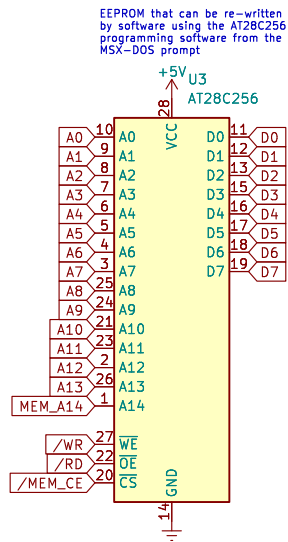 EEPROM that can be re-written
by software using the AT28C256
programming software from the
MSX-DOS prompt
+5V
U3
AT28C256
28
VCC
A0 10 A0 D0 11 D0
A1 9 A1 D1 12 D1
A2 8 A2 D2 13 D2
A3 7 A3 D3 15 D3
A4 6 A4 D4 16 D4
A5 5 A5 D5 17 D5
A6 4 A6 D6 18 D6
A7 3 A7 D7 19 D7
A8 25 A8
A9 24 A9
A10 21 A10
A11 23 A11
A12 2 A12
A13 26 A13
MEM_A14 1 A14
/WR 27 WE
/RD 22 OE
/MEM_CE 20 CS
GND
14